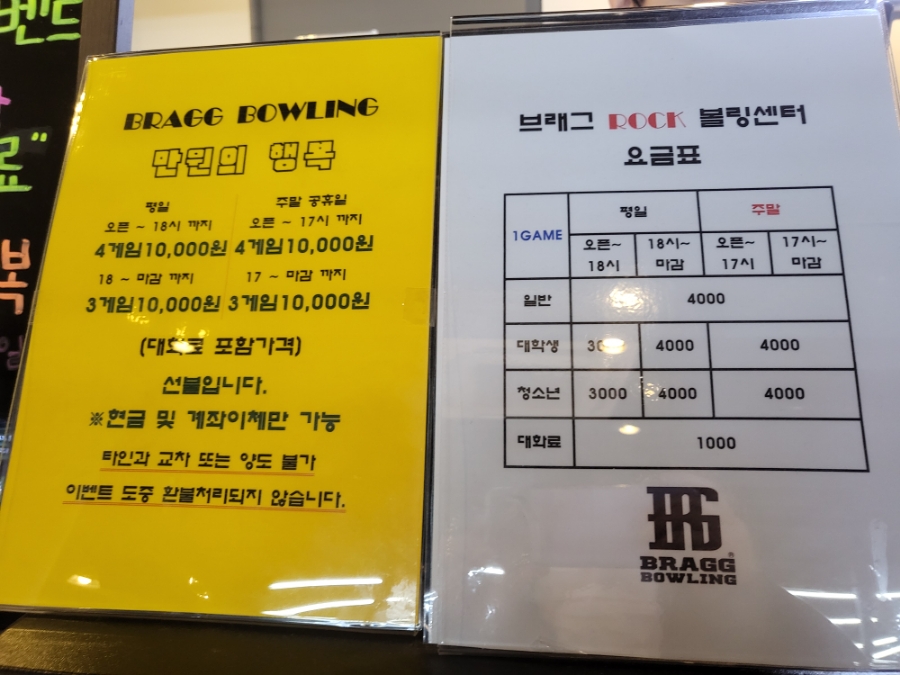 벤트
료"
복
BRAGG BOWLING
만원의 행복
평일
주말 공휴일
오픈 ~ 18시 까지
오픈 ~ 17시 까지
4게임10,000원
4게임10,000원
18 ~ 마감 까지
17 ~ 마감 까지
3게임10,000원
3게임10,000원
(대화료 포함가격)
선불입니다.
※현금 및 계좌이체만 가능
타인과 교차 또는 양도 불가
이벤트 도중 환불처리되지 않습니다.
브래그 ROCK 볼링센터
요금표
1GAME
평일
주말
오픈~
18시
18시~
마감
오픈~
17시
17시~
마감
일반
4000
대학생
3000
4000
4000
청소년
3000
4000
4000
대화료
1000
BRG
BRAGG
BOWLING